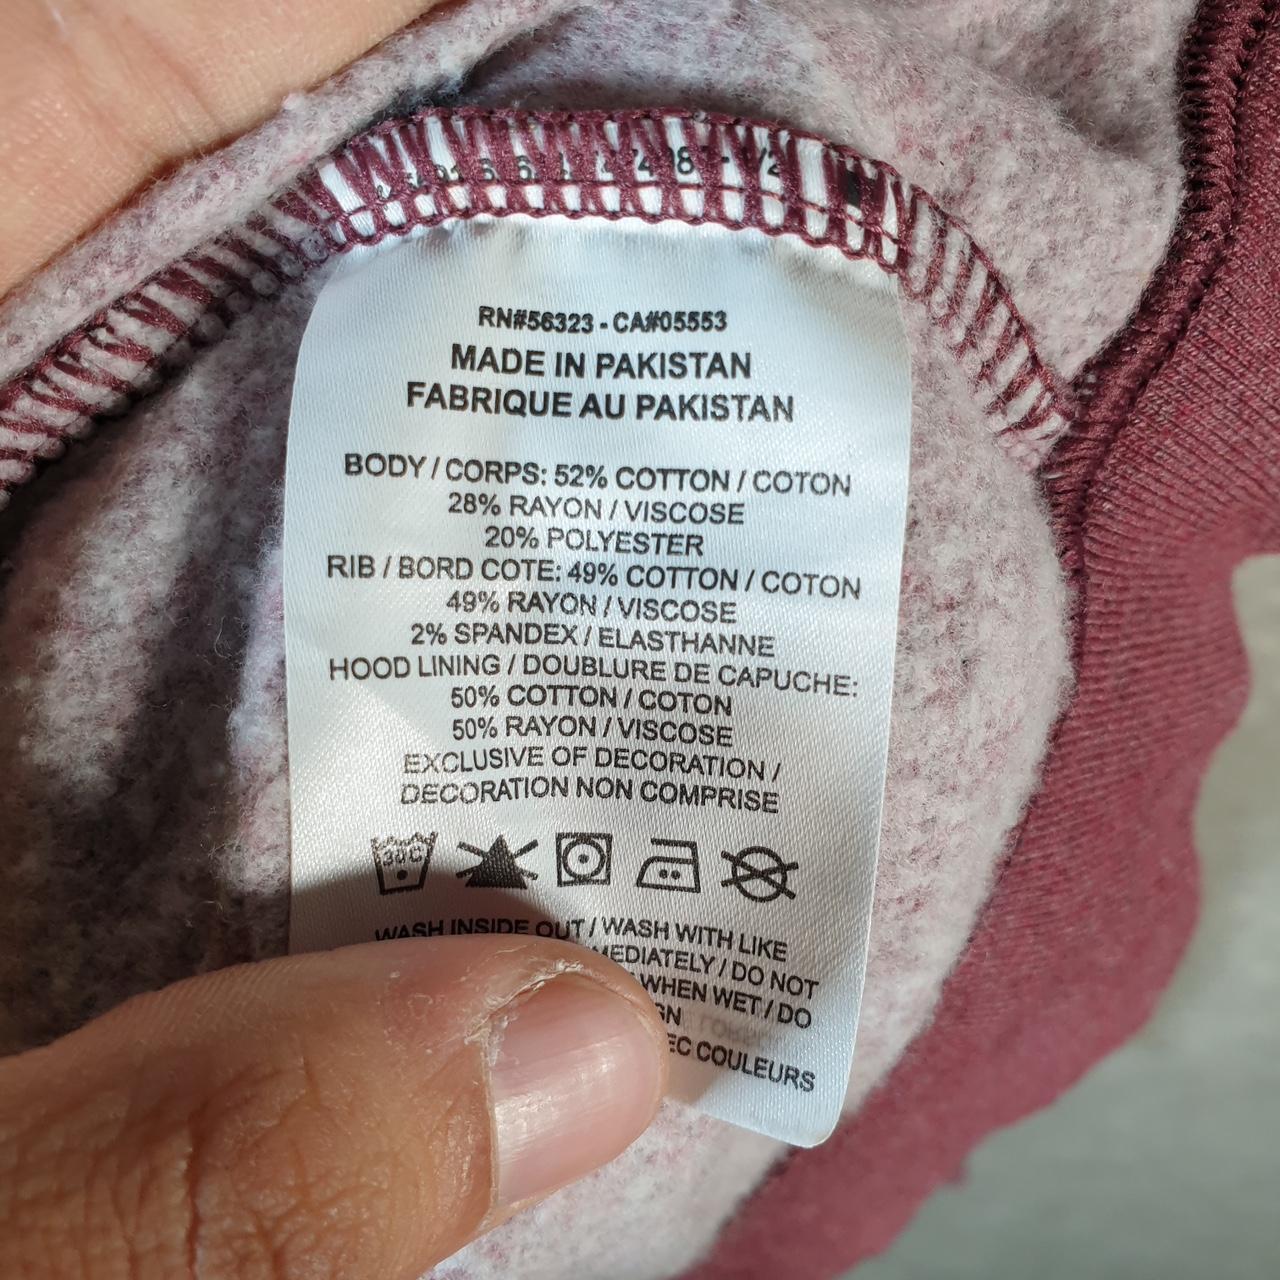 RN#56323 - CA#05553
MADE IN PAKISTAN
FABRIQUE AU PAKISTAN
BODY / CORPS: 52% COTTON / COTON
28% RAYON / VISCOSE
20% POLYESTER
RIB / BORD COTE: 49% COTTON / COTON
49% RAYON / VISCOSE
2% SPANDEX / ELASTHANNE
HOOD LINING / DOUBLURE DE CAPUCHE:
50% COTTON / COTON
50% RAYON / VISCOSE
EXCLUSIVE OF DECORATION /
DECORATION NON COMPRISE
30C
WASH INSIDE OUT / WASH WITH LIKE
MEDIATELY / DO NOT
WHEN WET / DO
GN
EC COULEURS